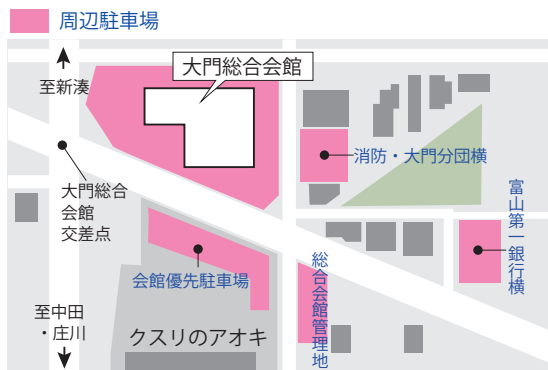 周辺駐車場
大門総合会館
至新湊
消防・大門分団横
大門総合
会館
交差点
富山第一銀行横
会館優先駐車場
総合会館管理地
至中田
・庄川
クスリのアオキ